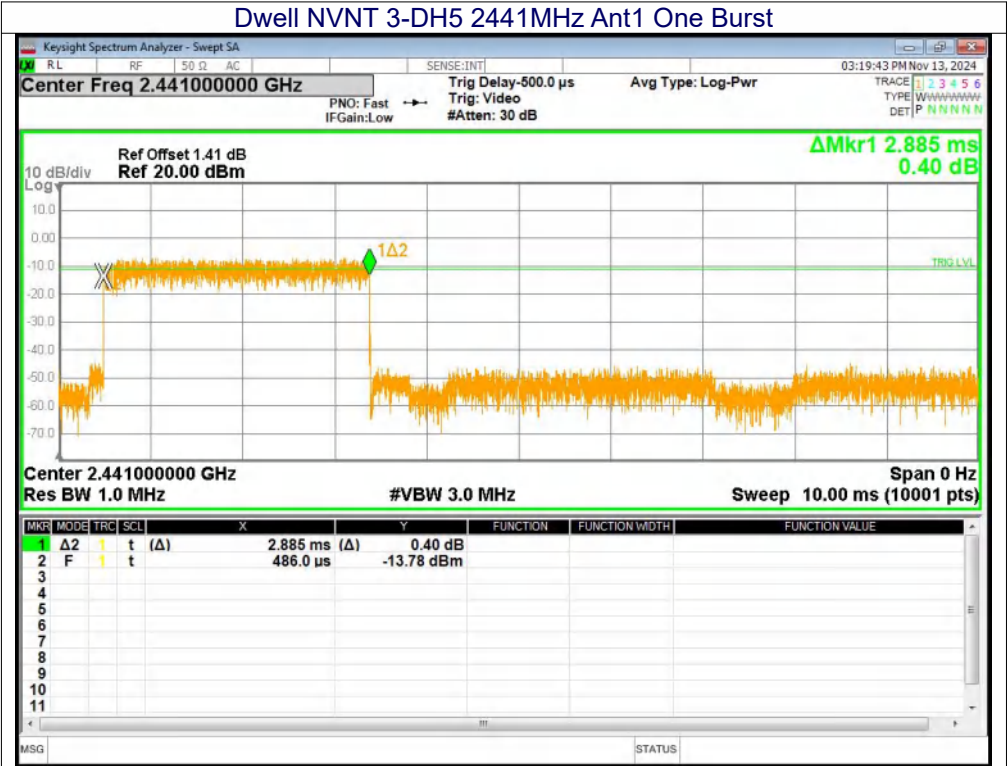 Dwell NVNT 3-DH5 2441MHz Ant1 One Burst
Keysight Spectrum Analyzer - Swept SA
RL RF 50 Ω AC SENSE:INT 03:19:43 PM Nov 13, 2024
Center Freq 2.441000000 GHz Trig Delay-500.0 µs Avg Type: Log-Pwr TRACE 1 2 3 4 5 6
PNO: Fast Trig: Video TYPE WWWWWWW
IFGain:Low #Atten: 30 dB DET P N N N N N
ΔMkr1 2.885 ms
0.40 dB
Ref Offset 1.41 dB
10 dB/div Ref 20.00 dBm
Log
10.0
0.00
1Δ2
-10.0
TRIG LVL
-20.0
-30.0
-40.0
-50.0
-60.0
-70.0
Center 2.441000000 GHz Span 0 Hz
Res BW 1.0 MHz #VBW 3.0 MHz Sweep 10.00 ms (10001 pts)
MKR MODE TRC SCL X Y FUNCTION FUNCTION WIDTH FUNCTION VALUE
1 Δ2 1 t (Δ) 2.885 ms (Δ) 0.40 dB
2 F 1 t 486.0 µs -13.78 dBm
3
4
5
6
7
8
9
10
11
MSG STATUS